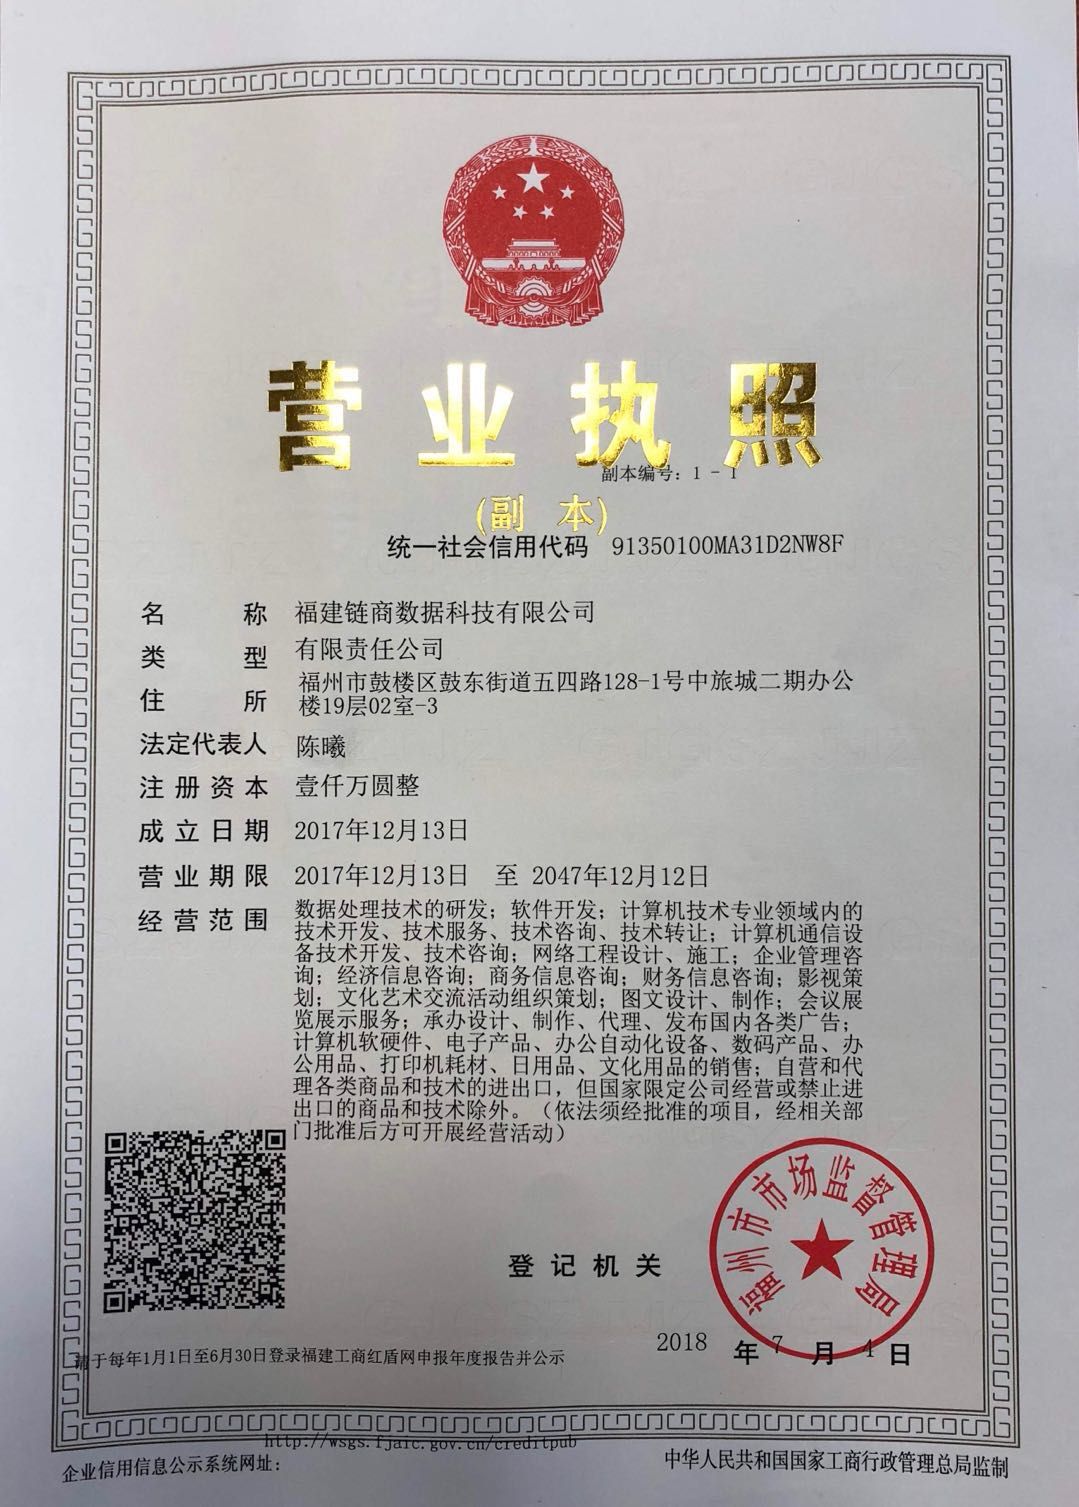 营业执照
副本编号：1 - 1
(副 本)
统一社会信用代码 91350100MA31D2NW8F
名 称 福建链商数据科技有限公司
类 型 有限责任公司
住 所 福州市鼓楼区鼓东街道五四路128-1号中旅城二期办公
楼19层02室-3
法定代表人 陈曦
注册资本 壹仟万圆整
成立日期 2017年12月13日
营业期限 2017年12月13日 至 2047年12月12日
经营范围 数据处理技术的研发；软件开发；计算机技术专业领域内的
技术开发、技术服务、技术咨询、技术转让；计算机通信设
备技术开发、技术咨询；网络工程设计、施工；企业管理咨
询；经济信息咨询；商务信息咨询；财务信息咨询；影视策
划；文化艺术交流活动组织策划；图文设计、制作；会议展
览展示服务；承办设计、制作、代理、发布国内各类广告；
计算机软硬件、电子产品、办公自动化设备、数码产品、办
公用品、打印机耗材、日用品、文化用品的销售；自营和代
理各类商品和技术的进出口，但国家限定公司经营或禁止进
出口的商品和技术除外。（依法须经批准的项目，经相关部
门批准后方可开展经营活动）
福州市市场监督管理局
登记机关
2018 年 7 月 4 日
请于每年1月1日至6月30日登录福建工商红盾网申报年度报告并公示
http://wsgs.fjaic.gov.cn/creditpub
企业信用信息公示系统网址：
中华人民共和国国家工商行政管理总局监制